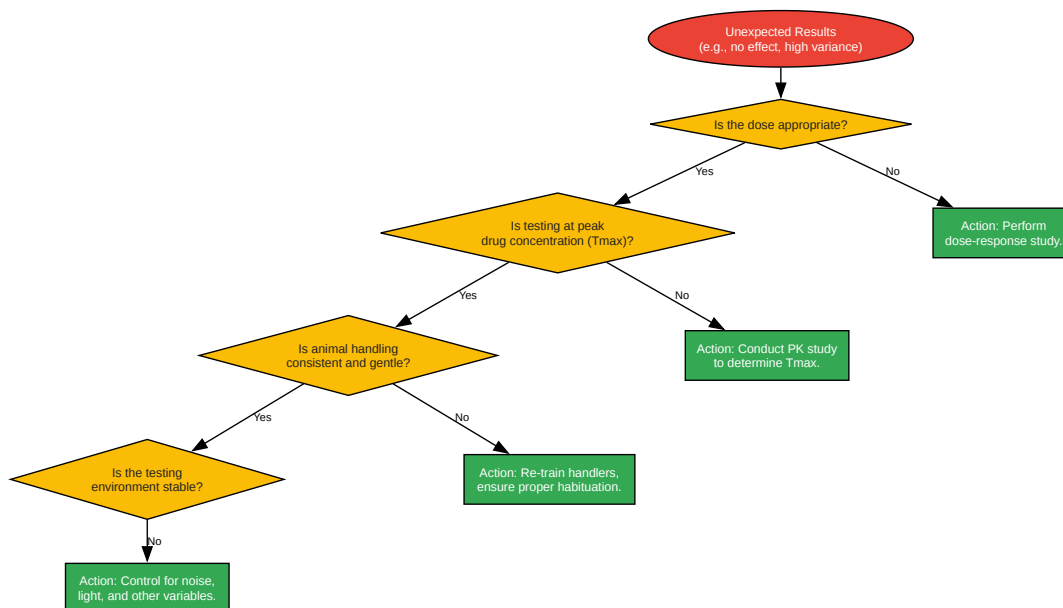 Unexpected Results
(e.g., no effect, high variance)
Is the dose appropriate?
Yes
No
Is testing at peak
drug concentration (Tmax)?
Action: Perform
dose-response study.
Yes
No
Is animal handling
consistent and gentle?
Action: Conduct PK study
to determine Tmax.
Yes
No
Is the testing
environment stable?
Action: Re-train handlers,
ensure proper habituation.
No
Action: Control for noise,
light, and other variables.